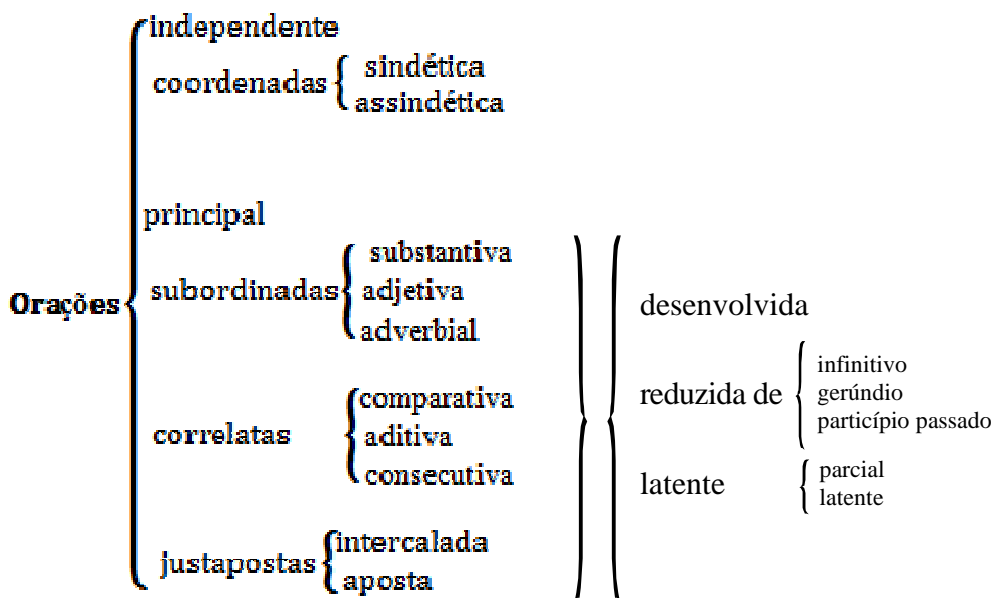 independente
coordenadas
sindética
assindética
principal
Orações
subordinadas
substantiva
adjetiva
adverbial
correlatas
comparativa
aditiva
consecutiva
justapostas
intercalada
aposta
desenvolvida
reduzida de
infinitivo
gerúndio
particípio passado
latente
parcial
latente